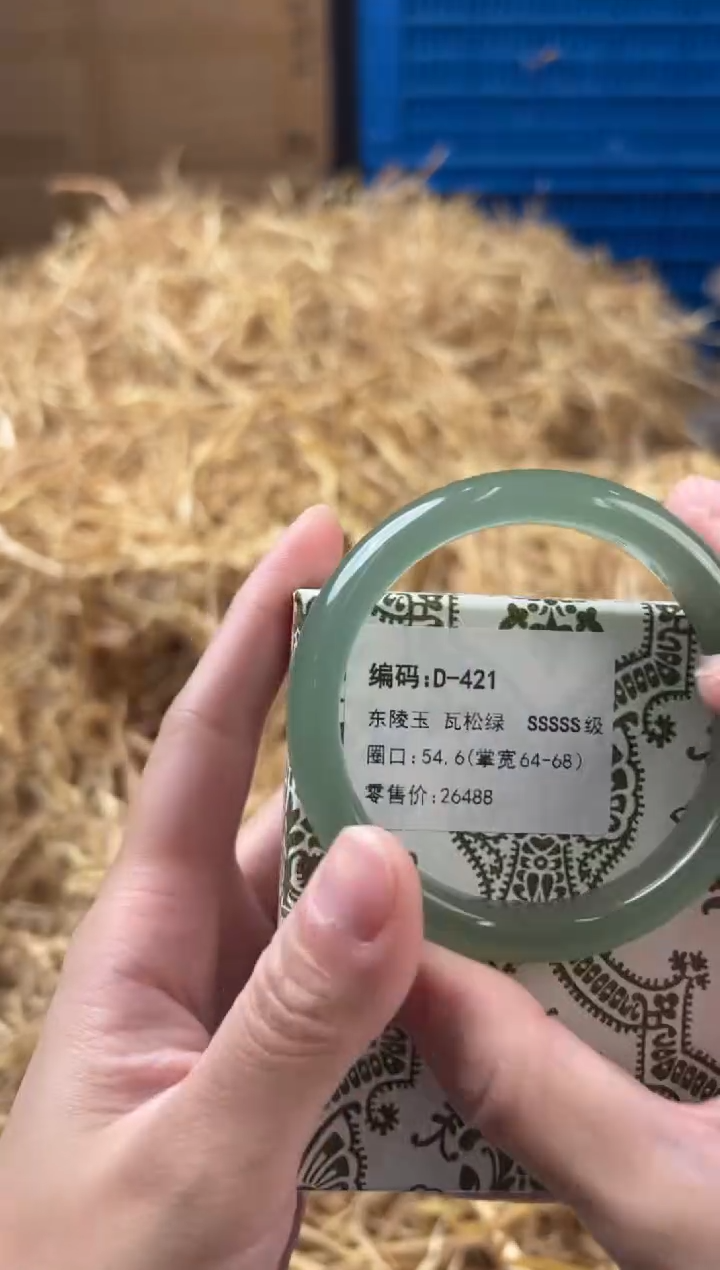 编码:D-421
东陵玉 瓦松绿 SSSSS级
圈口:54.6(掌宽64-68)
零售价:26488